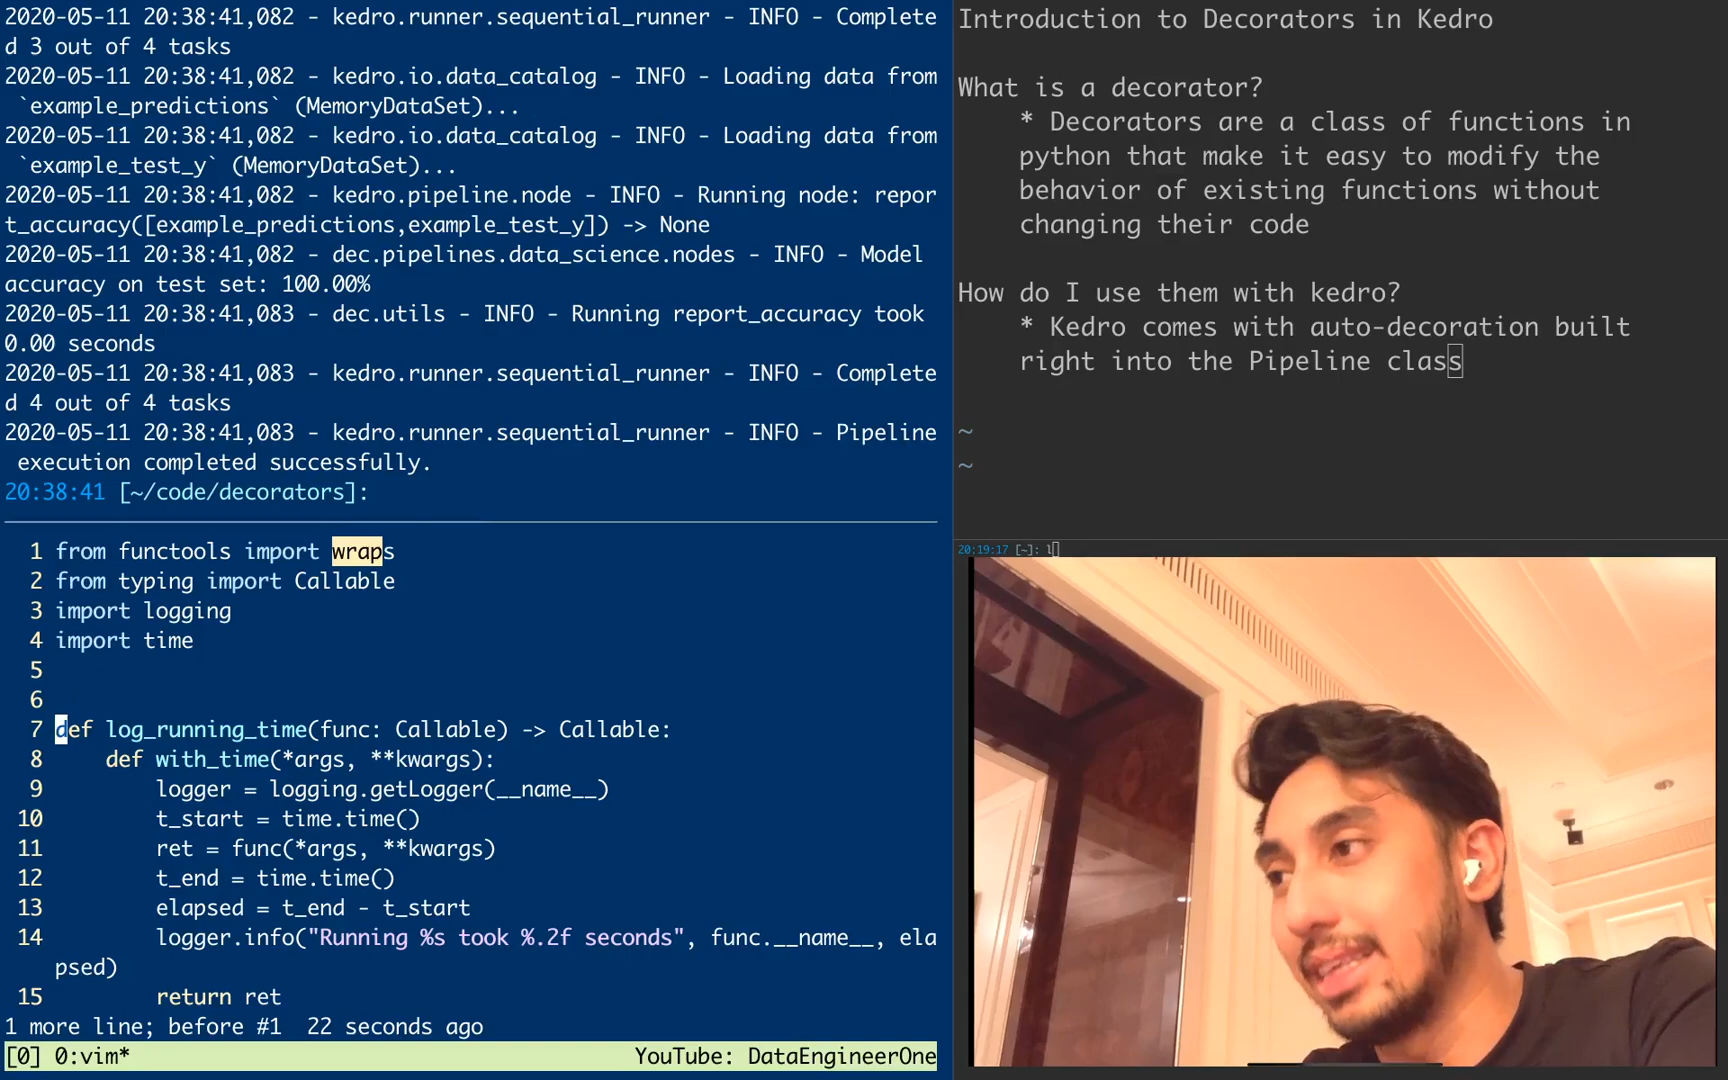 2020-05-11 20:38:41,082 - kedro.runner.sequential_runner - INFO - Complete
d 3 out of 4 tasks
2020-05-11 20:38:41,082 - kedro.io.data_catalog - INFO - Loading data from
`example_predictions` (MemoryDataSet)...
2020-05-11 20:38:41,082 - kedro.io.data_catalog - INFO - Loading data from
`example_test_y` (MemoryDataSet)...
2020-05-11 20:38:41,082 - kedro.pipeline.node - INFO - Running node: repor
t_accuracy([example_predictions,example_test_y]) -> None
2020-05-11 20:38:41,082 - dec.pipelines.data_science.nodes - INFO - Model
accuracy on test set: 100.00%
2020-05-11 20:38:41,083 - dec.utils - INFO - Running report_accuracy took
0.00 seconds
2020-05-11 20:38:41,083 - kedro.runner.sequential_runner - INFO - Complete
d 4 out of 4 tasks
2020-05-11 20:38:41,083 - kedro.runner.sequential_runner - INFO - Pipeline
execution completed successfully.
20:38:41 [~/code/decorators]:
1 from functools import wraps
2 from typing import Callable
3 import logging
4 import time
5
6
7 def log_running_time(func: Callable) -> Callable:
8     def with_time(*args, **kwargs):
9         logger = logging.getLogger(__name__)
10         t_start = time.time()
11         ret = func(*args, **kwargs)
12         t_end = time.time()
13         elapsed = t_end - t_start
14         logger.info("Running %s took %.2f seconds", func.__name__, ela
psed)
15         return ret
1 more line; before #1  22 seconds ago
[0] 0:vim* YouTube: DataEngineerOne
Introduction to Decorators in Kedro
What is a decorator?
* Decorators are a class of functions in
python that make it easy to modify the
behavior of existing functions without
changing their code
How do I use them with kedro?
* Kedro comes with auto-decoration built
right into the Pipeline class
~
~
20:19:17 [~]: l